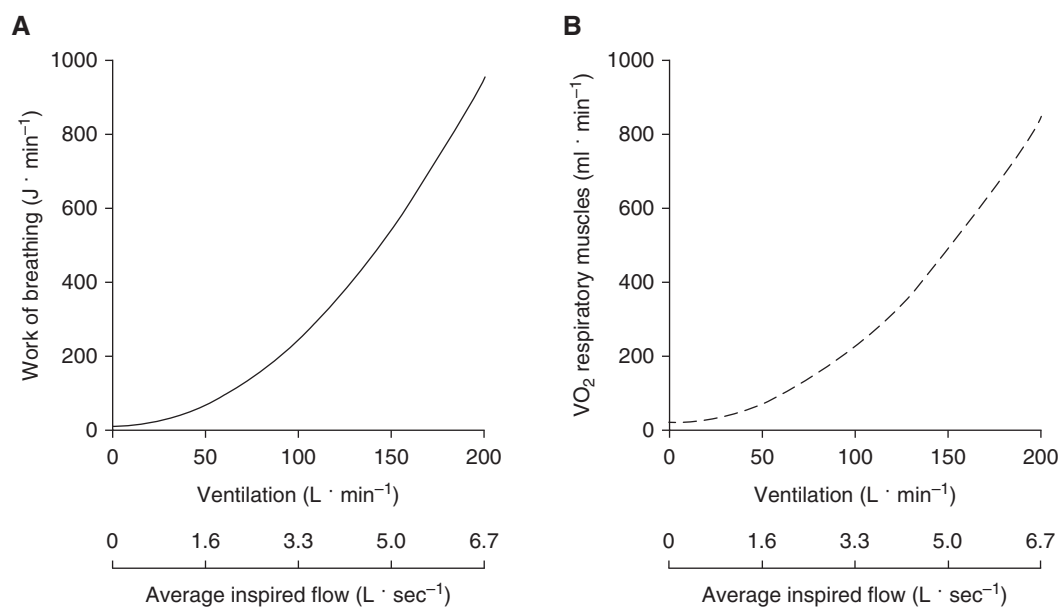 A
Work of breathing (J · min⁻¹)
1000
800
600
400
200
0
0 50 100 150 200
Ventilation (L · min⁻¹)
0 1.6 3.3 5.0 6.7
Average inspired flow (L · sec⁻¹)
B
VO₂ respiratory muscles (ml · min⁻¹)
1000
800
600
400
200
0
0 50 100 150 200
Ventilation (L · min⁻¹)
0 1.6 3.3 5.0 6.7
Average inspired flow (L · sec⁻¹)